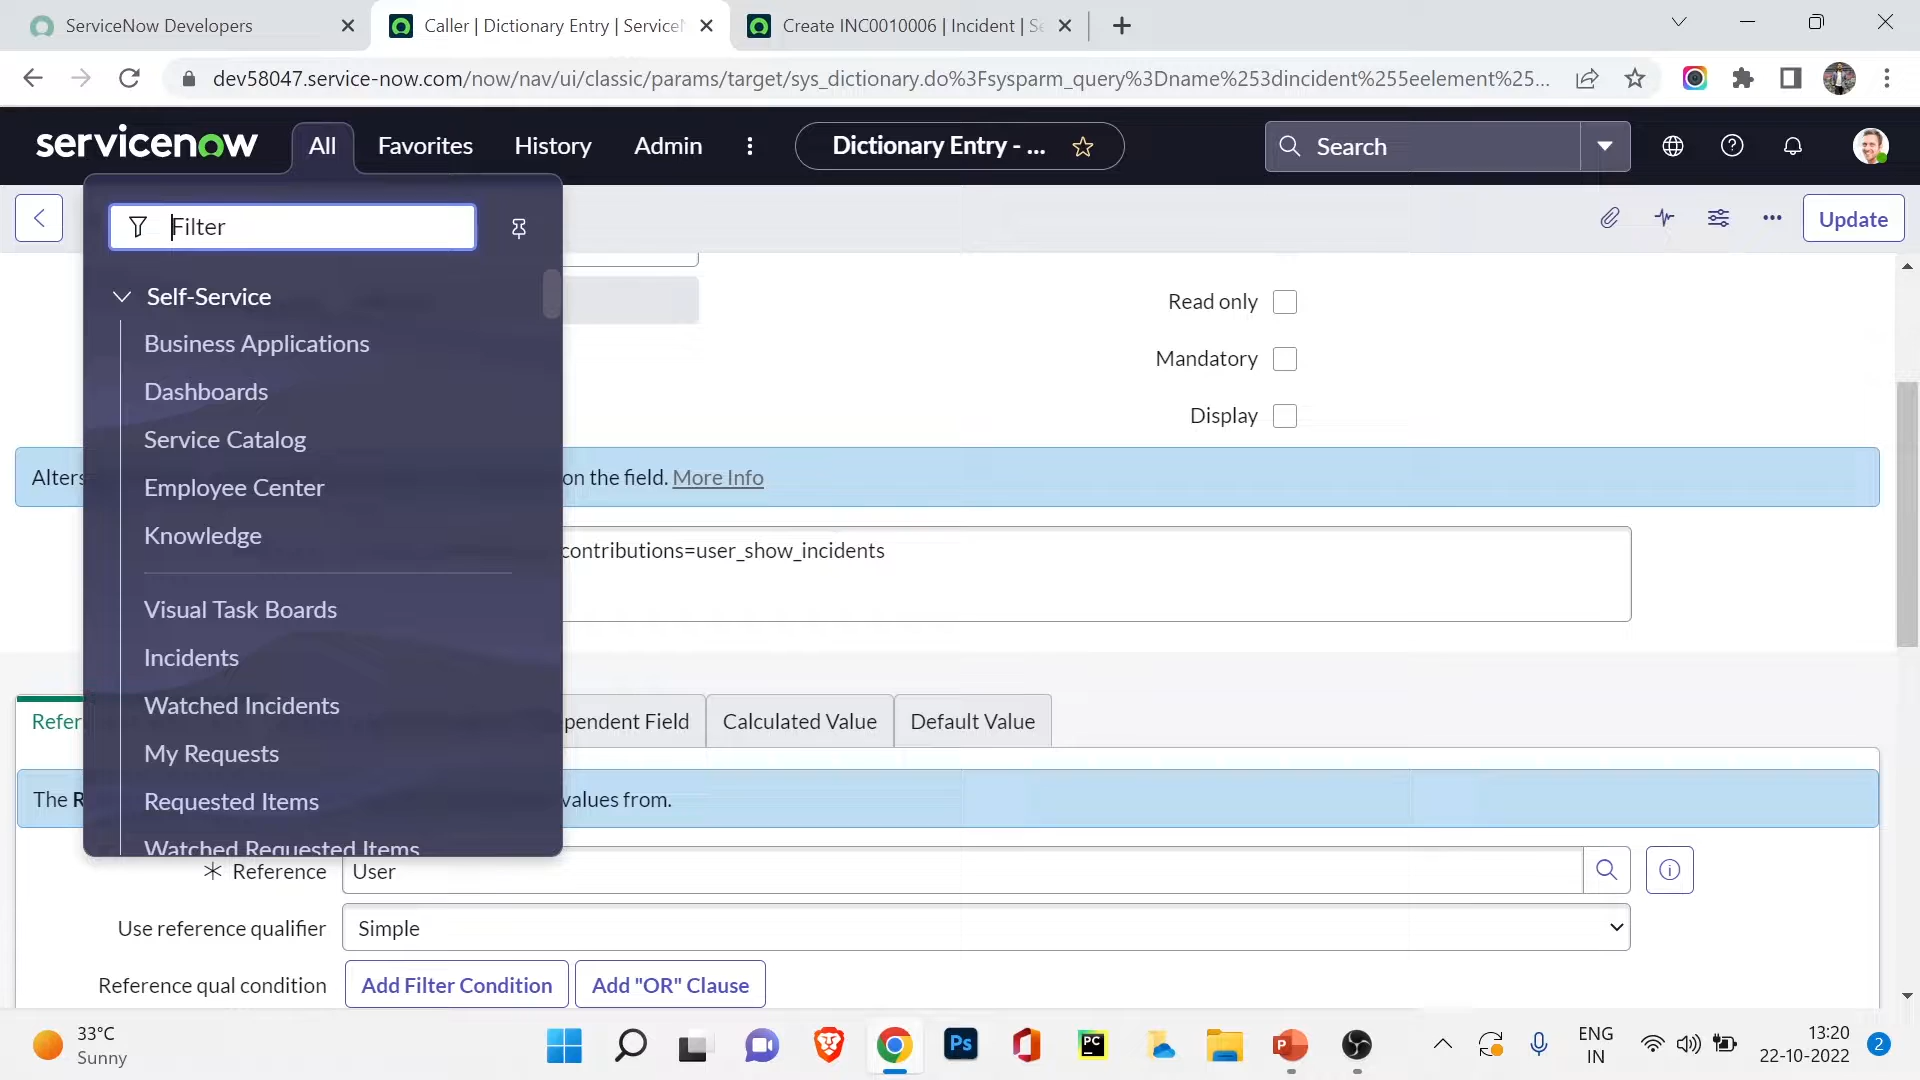 ServiceNow Developers
Caller | Dictionary Entry | Service
Create INC0010006 | Incident | Se
dev58047.service-now.com/now/nav/ui/classic/params/target/sys_dictionary.do%3Fsysparm_query%3Dname%253dincident%255eelement%25...
servicenow
All
Favorites
History
Admin
Dictionary Entry - ...
Search
Filter
Update
Self-Service
Business Applications
Dashboards
Service Catalog
Employee Center
Knowledge
Visual Task Boards
Incidents
Watched Incidents
My Requests
Requested Items
Watched Requested Items
Read only
Mandatory
Display
Alters
on the field. More Info
contributions=user_show_incidents
Refer
pendent Field
Calculated Value
Default Value
The R
values from.
Reference
User
Use reference qualifier
Simple
Reference qual condition
Add Filter Condition
Add "OR" Clause
33°C
Sunny
Ps
PC
ENG
IN
13:20
22-10-2022
2